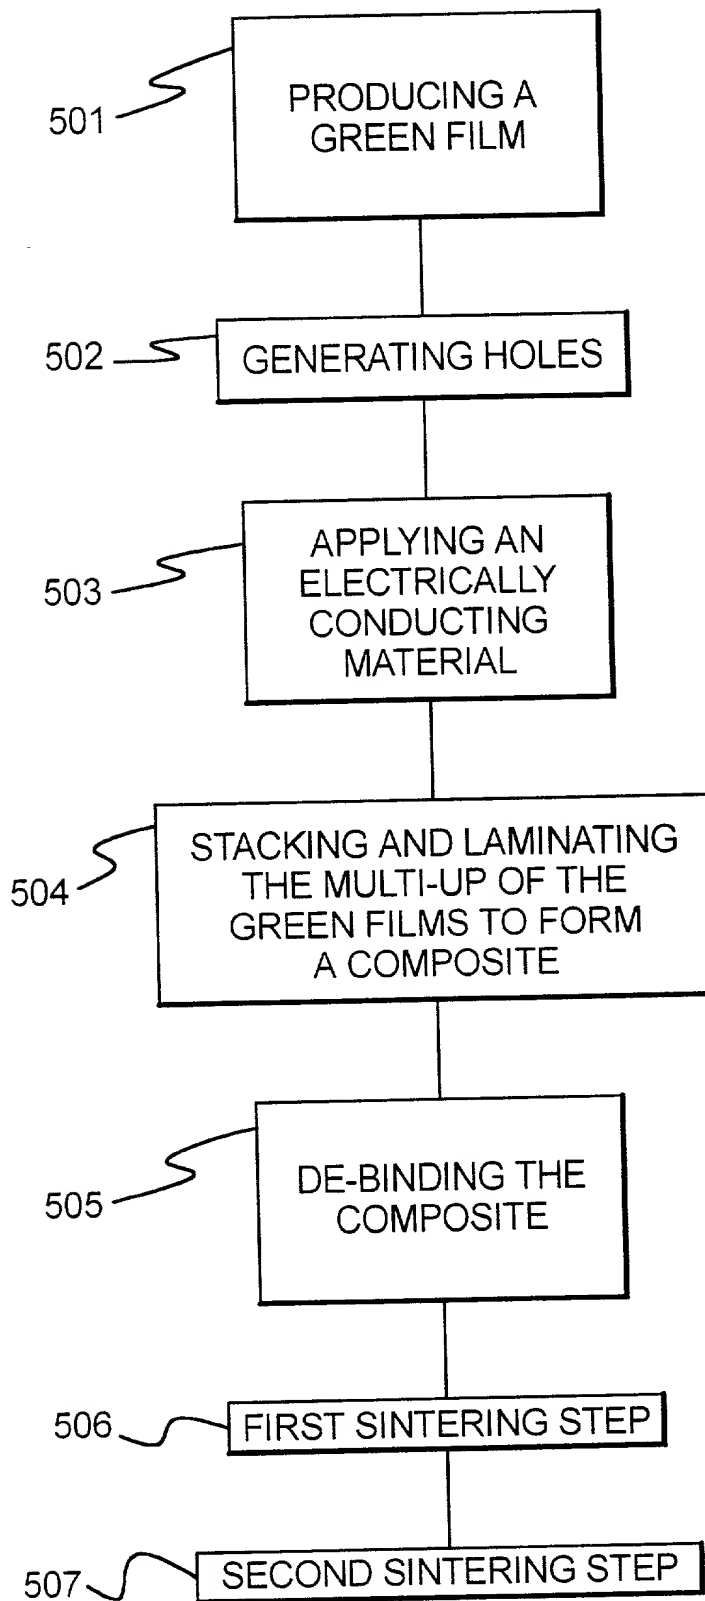 501
PRODUCING A
GREEN FILM
502
GENERATING HOLES
503
APPLYING AN
ELECTRICALLY
CONDUCTING
MATERIAL
504
STACKING AND LAMINATING
THE MULTI-UP OF THE
GREEN FILMS TO FORM
A COMPOSITE
505
DE-BINDING THE
COMPOSITE
506
FIRST SINTERING STEP
507
SECOND SINTERING STEP